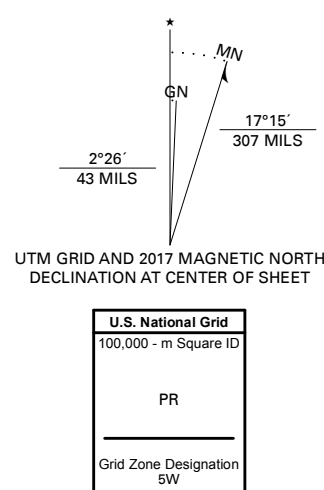 ★
MN
GN
17°15´
307 MILS
2°26´
43 MILS
UTM GRID AND 2017 MAGNETIC NORTH
DECLINATION AT CENTER OF SHEET
U.S. National Grid
100,000 - m Square ID
PR
Grid Zone Designation
5W